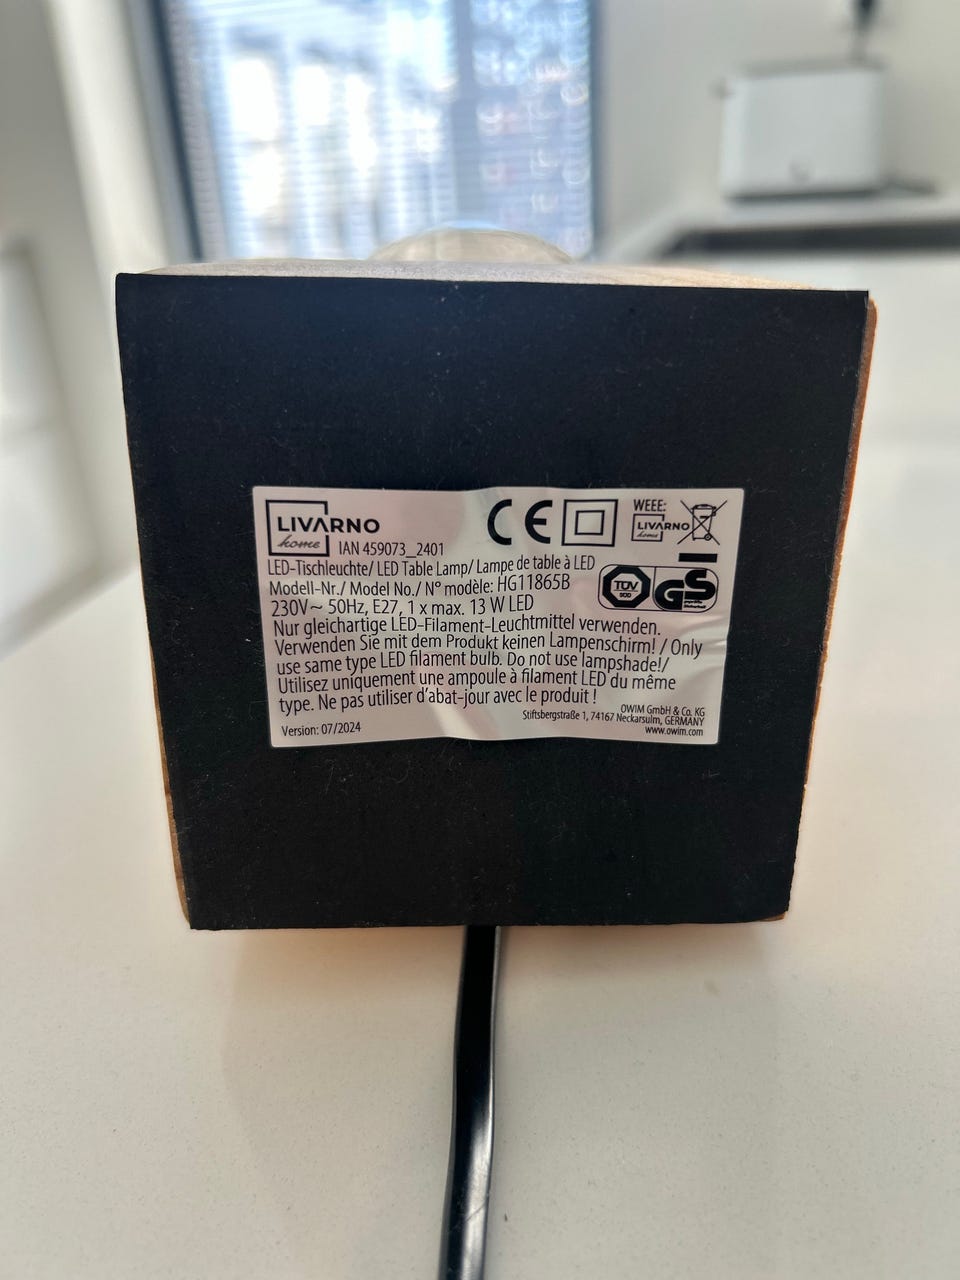 LIVARNO
home
IAN 459073_2401
CE
WEEE:
LIVARNO
home
LED-Tischleuchte/ LED Table Lamp/ Lampe de table à LED
Modell-Nr./ Model No./ N° modèle: HG11865B
230V~ 50Hz, E27, 1 x max. 13 W LED
TÜV
SÜD
GS
Nur gleichartige LED-Filament-Leuchtmittel verwenden.
Verwenden Sie mit dem Produkt keinen Lampenschirm! / Only
use same type LED filament bulb. Do not use lampshade!/
Utilisez uniquement une ampoule à filament LED du même
type. Ne pas utiliser d'abat-jour avec le produit !
OWIM GmbH & Co. KG
Stiftsbergstraße 1, 74167 Neckarsulm, GERMANY
www.owim.com
Version: 07/2024